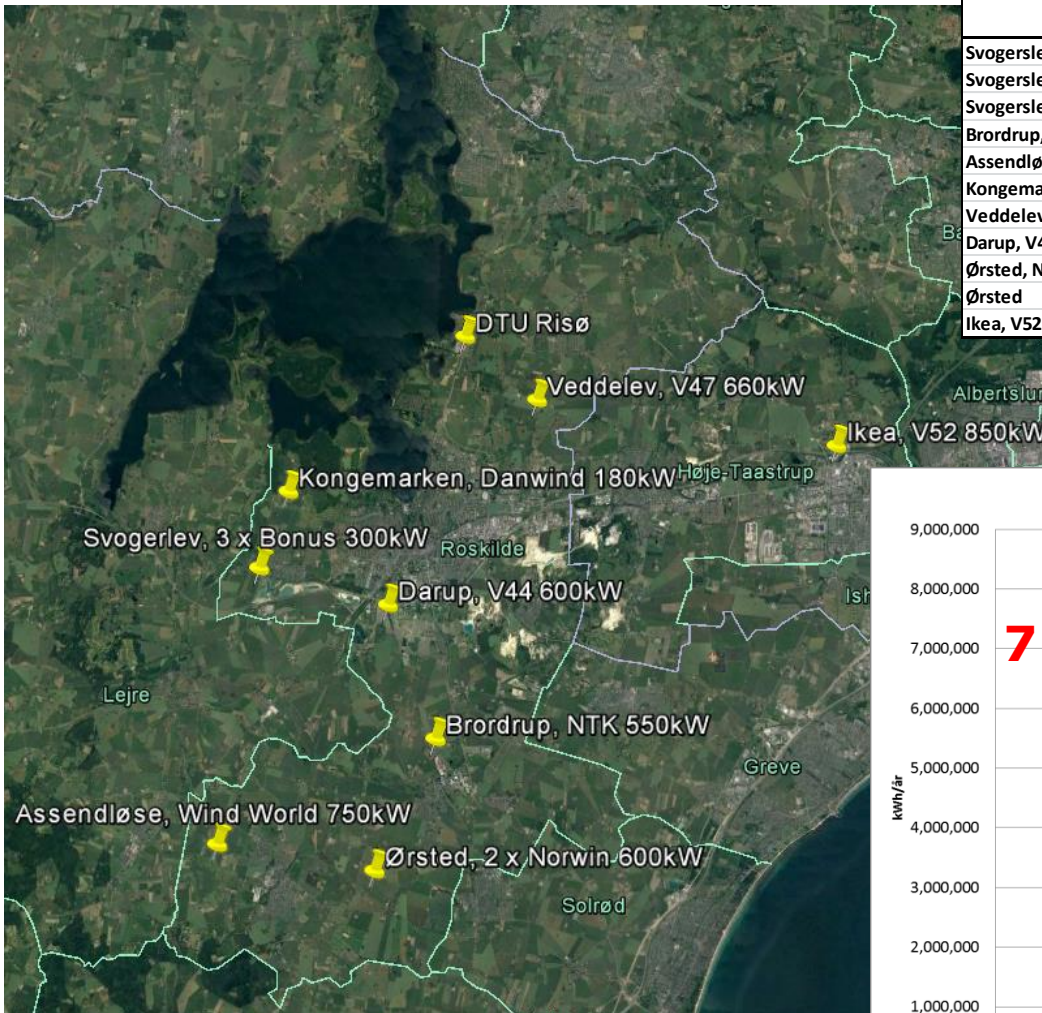 Svogersle
Svogersle
Svogersle
Brordrup,
Assendlø
Kongema
Veddelev
Darup, V4
Ørsted, N
Ørsted
Ikea, V52
DTU Risø
Veddelev, V47 660kW
Albertslun
Ikea, V52 850kW
Høje-Taastrup
Kongemarken, Danwind 180kW
Svogerlev, 3 x Bonus 300kW
Roskilde
Darup, V44 600kW
Ish
Lejre
Brordrup, NTK 550kW
Greve
Assendløse, Wind World 750kW
Ørsted, 2 x Norwin 600kW
Solrød
9,000,000
8,000,000
7,000,000
7
6,000,000
5,000,000
kWh/år
4,000,000
3,000,000
2,000,000
1,000,000